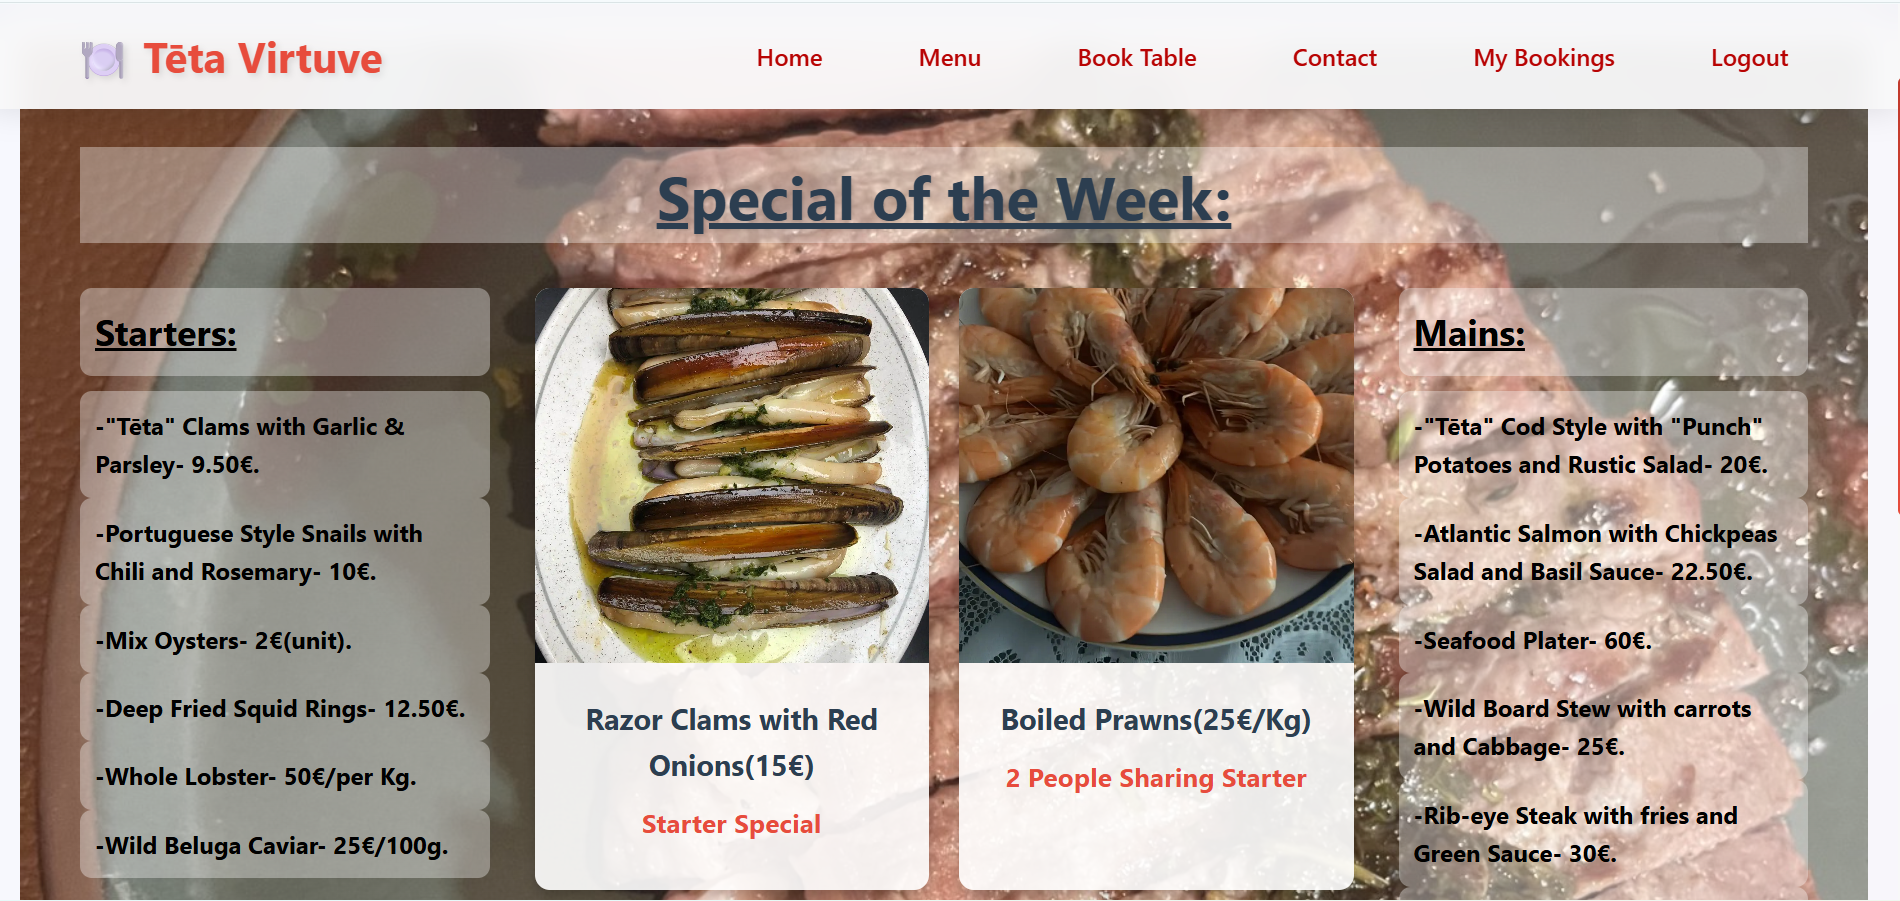 Tēta Virtuve
Home
Menu
Book Table
Contact
My Bookings
Logout
Special of the Week:
Starters:
-"Tēta" Clams with Garlic &
Parsley- 9.50€.
-Portuguese Style Snails with
Chili and Rosemary- 10€.
-Mix Oysters- 2€(unit).
-Deep Fried Squid Rings- 12.50€.
-Whole Lobster- 50€/per Kg.
-Wild Beluga Caviar- 25€/100g.
Razor Clams with Red
Onions(15€)
Starter Special
Boiled Prawns(25€/Kg)
2 People Sharing Starter
Mains:
-"Tēta" Cod Style with "Punch"
Potatoes and Rustic Salad- 20€.
-Atlantic Salmon with Chickpeas
Salad and Basil Sauce- 22.50€.
-Seafood Plater- 60€.
-Wild Board Stew with carrots
and Cabbage- 25€.
-Rib-eye Steak with fries and
Green Sauce- 30€.